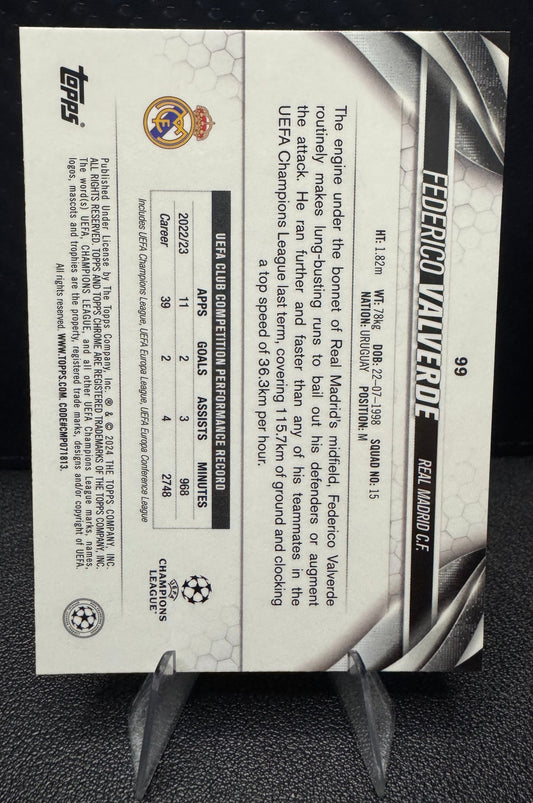 99
FEDERICO VALVERDE REAL MADRID C.F.
HT: 1.82m WT: 78kg DOB: 22-07-1998 SQUAD NO: 15
NATION: URUGUAY POSITION: M
The engine under the bonnet of Real Madrid's midfield, Federico Valverde
routinely makes lung-busting runs to bail out his defenders or augment
the attack. He ran further and faster than any of his teammates in the
UEFA Champions League last term, covering 115.7km of ground and clocking
a top speed of 36.3km per hour.
UEFA CLUB COMPETITION PERFORMANCE RECORD
APPS GOALS ASSISTS MINUTES
2022/23 11 2 3 968
Career 39 2 4 2748
Includes UEFA Champions League, UEFA Europa League, UEFA Europa Conference League
UEFA
CHAMPIONS
LEAGUE
topps®
Published Under License by The Topps Company, Inc. ® & © 2024 THE TOPPS COMPANY, INC.
ALL RIGHTS RESERVED. TOPPS AND TOPPS CHROME ARE REGISTERED TRADEMARKS OF THE TOPPS COMPANY, INC.
The word(s) UEFA, CHAMPIONS LEAGUE, and all other UEFA Champions League marks, names,
logos, mascots and trophies are the property, registered trade marks, designs and/or copyright of UEFA.
All rights reserved. WWW.TOPPS.COM. CODE#CMP071813.